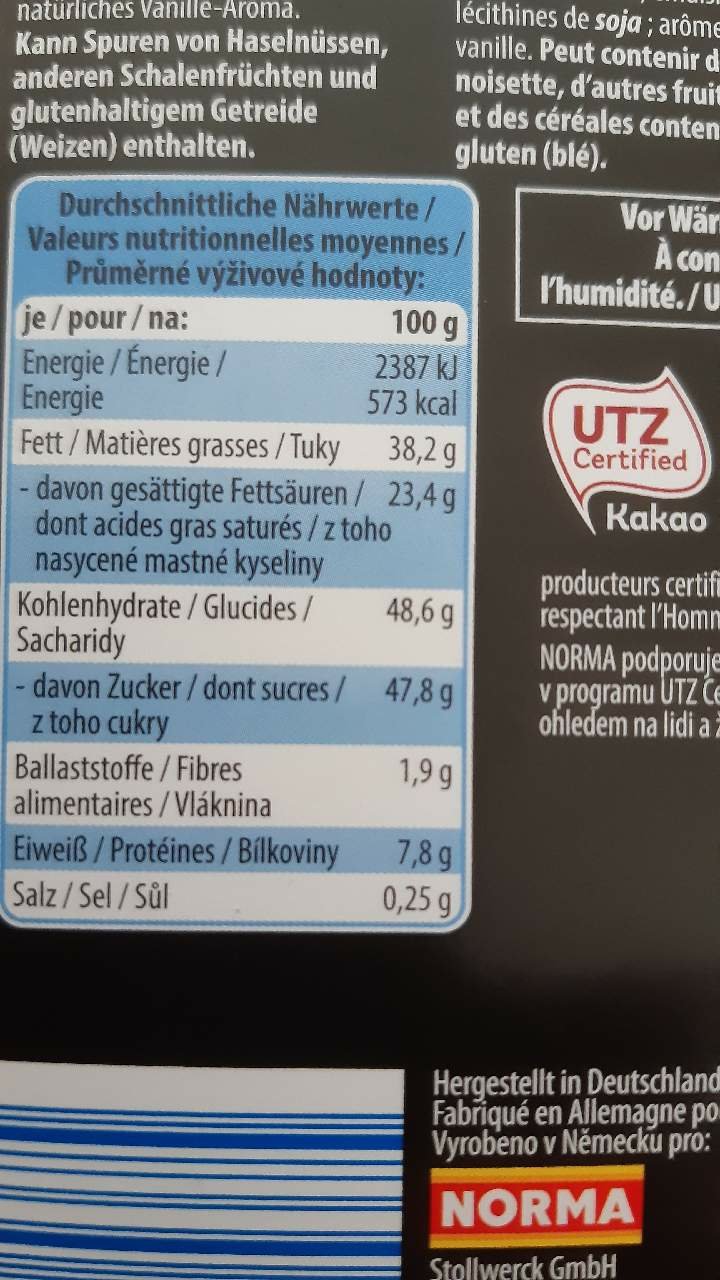 natürliches Vanille-Aroma.
Kann Spuren von Haselnüssen,
anderen Schalenfrüchten und
glutenhaltigem Getreide
(Weizen) enthalten.
lécithines de soja ; arôme
vanille. Peut contenir d
noisette, d'autres fruit
et des céréales conten
gluten (blé).
Durchschnittliche Nährwerte /
Valeurs nutritionnelles moyennes /
Průměrné výživové hodnoty:
je / pour / na: 100 g
Energie / Énergie / 2387 kJ
Energie 573 kcal
Fett / Matières grasses / Tuky 38,2 g
- davon gesättigte Fettsäuren / 23,4 g
dont acides gras saturés / z toho
nasycené mastné kyseliny
Kohlenhydrate / Glucides / 48,6 g
Sacharidy
- davon Zucker / dont sucres / 47,8 g
z toho cukry
Ballaststoffe / Fibres 1,9 g
alimentaires / Vláknina
Eiweiß / Protéines / Bílkoviny 7,8 g
Salz / Sel / Sůl 0,25 g
Vor Wär
À con
l'humidité. / U
UTZ
Certified
Kakao
producteurs certifi
respectant l'Homm
NORMA podporuje
v programu UTZ Ce
ohledem na lidi a ž
Hergestellt in Deutschland
Fabriqué en Allemagne po
Vyrobeno v Německu pro:
NORMA
Stollwerck GmbH